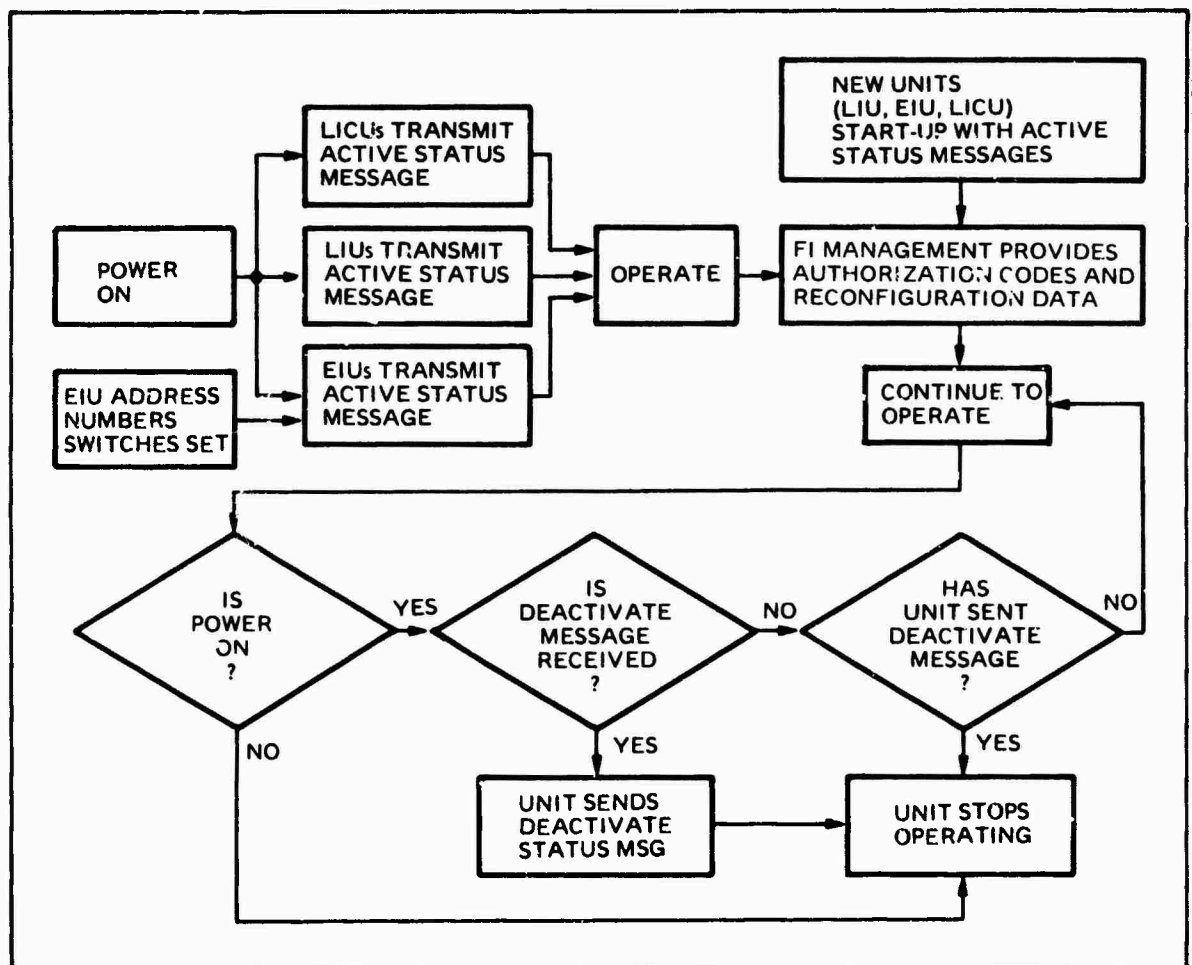 NEW UNITS
(LIU, EIU, LICU)
START-UP WITH ACTIVE
STATUS MESSAGES
LICUs TRANSMIT
ACTIVE STATUS
MESSAGE
POWER
ON
LIUs TRANSMIT
ACTIVE STATUS
MESSAGE
OPERATE
FI MANAGEMENT PROVIDES
AUTHORIZATION CODES AND
RECONFIGURATION DATA
EIU ADDRESS
NUMBERS
SWITCHES SET
EIUs TRANSMIT
ACTIVE STATUS
MESSAGE
CONTINUE TO
OPERATE
IS
POWER
ON
?
YES
IS
DEACTIVATE
MESSAGE
RECEIVED
?
NO
HAS
UNIT SENT
DEACTIVATE
MESSAGE
?
NO
NO
YES
YES
UNIT SENDS
DEACTIVATE
STATUS MSG
UNIT STOPS
OPERATING